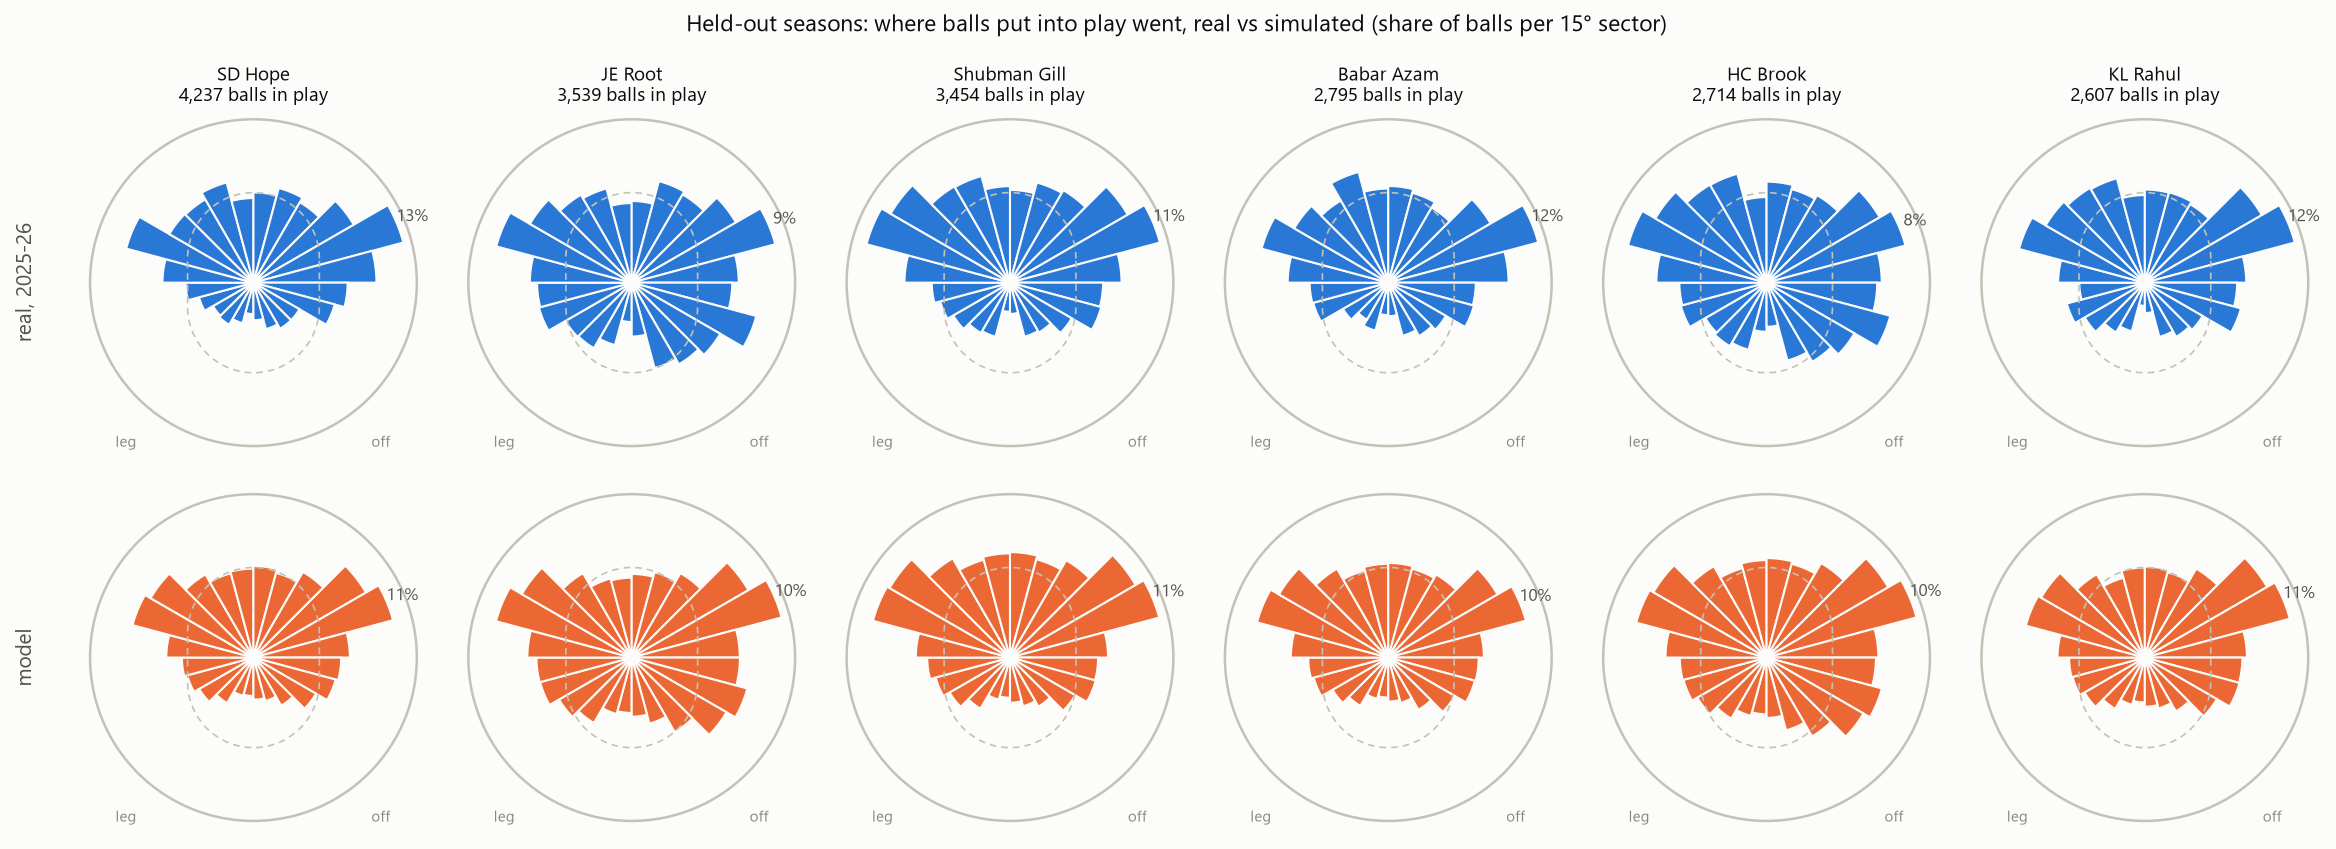 Held-out seasons: where balls put into play went, real vs simulated (share of balls per 15° sector)
SD Hope
4,237 balls in play
JE Root
3,539 balls in play
Shubman Gill
3,454 balls in play
Babar Azam
2,795 balls in play
HC Brook
2,714 balls in play
KL Rahul
2,607 balls in play
real, 2025-26
13%
9%
11%
12%
8%
12%
leg
off
leg
off
leg
off
leg
off
leg
off
leg
off
model
11%
10%
11%
10%
10%
11%
leg
off
leg
off
leg
off
leg
off
leg
off
leg
off